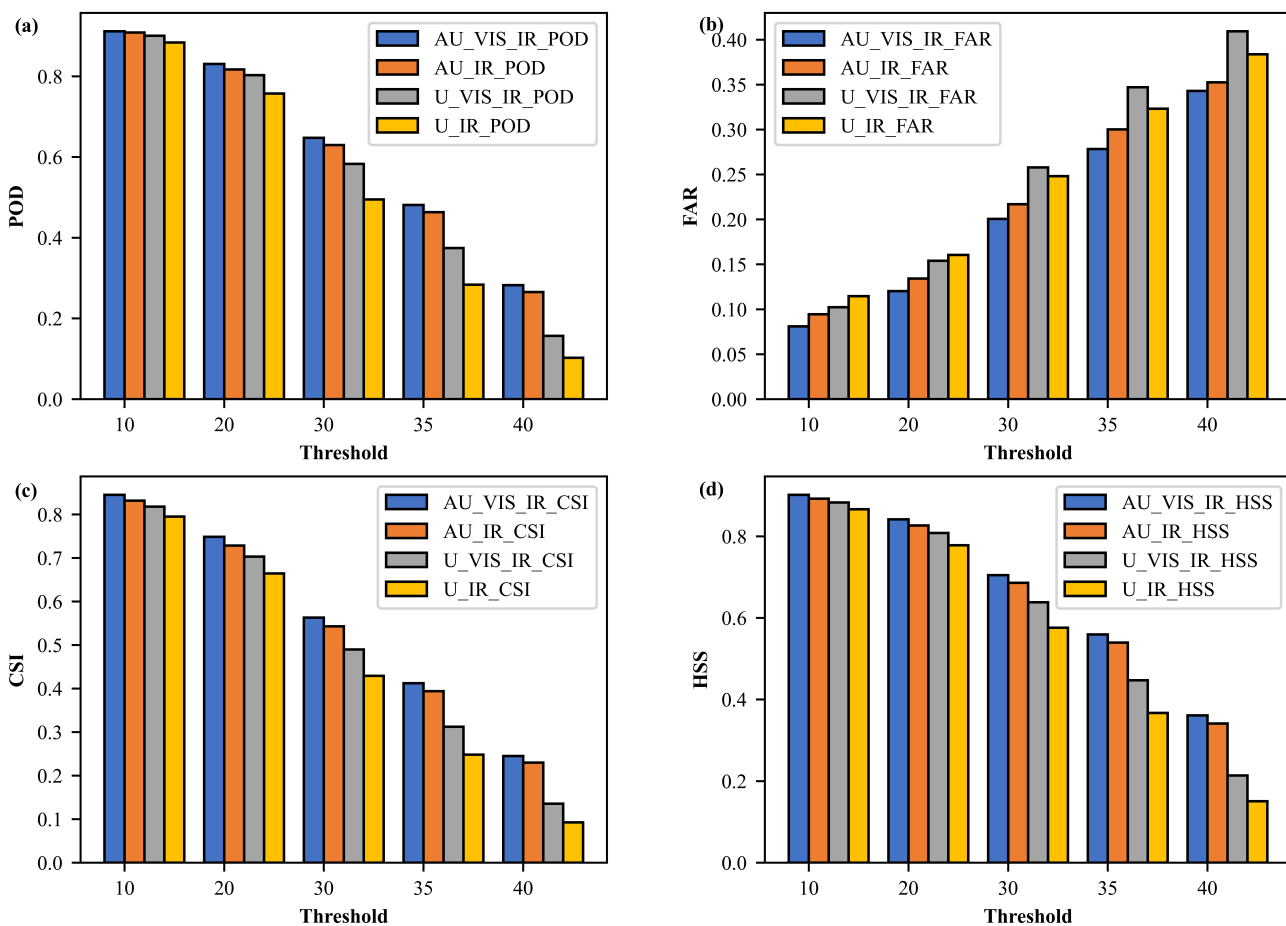 (a)
AU_VIS_IR_POD
AU_IR_POD
U_VIS_IR_POD
U_IR_POD
0.8
0.6
0.4
0.2
0.0
POD
10 20 30 35 40
Threshold
(b)
AU_VIS_IR_FAR
AU_IR_FAR
U_VIS_IR_FAR
U_IR_FAR
0.40
0.35
0.30
0.25
0.20
0.15
0.10
0.05
0.00
FAR
10 20 30 35 40
Threshold
(c)
AU_VIS_IR_CSI
AU_IR_CSI
U_VIS_IR_CSI
U_IR_CSI
0.8
0.7
0.6
0.5
0.4
0.3
0.2
0.1
0.0
CSI
10 20 30 35 40
Threshold
(d)
AU_VIS_IR_HSS
AU_IR_HSS
U_VIS_IR_HSS
U_IR_HSS
0.8
0.6
0.4
0.2
0.0
HSS
10 20 30 35 40
Threshold